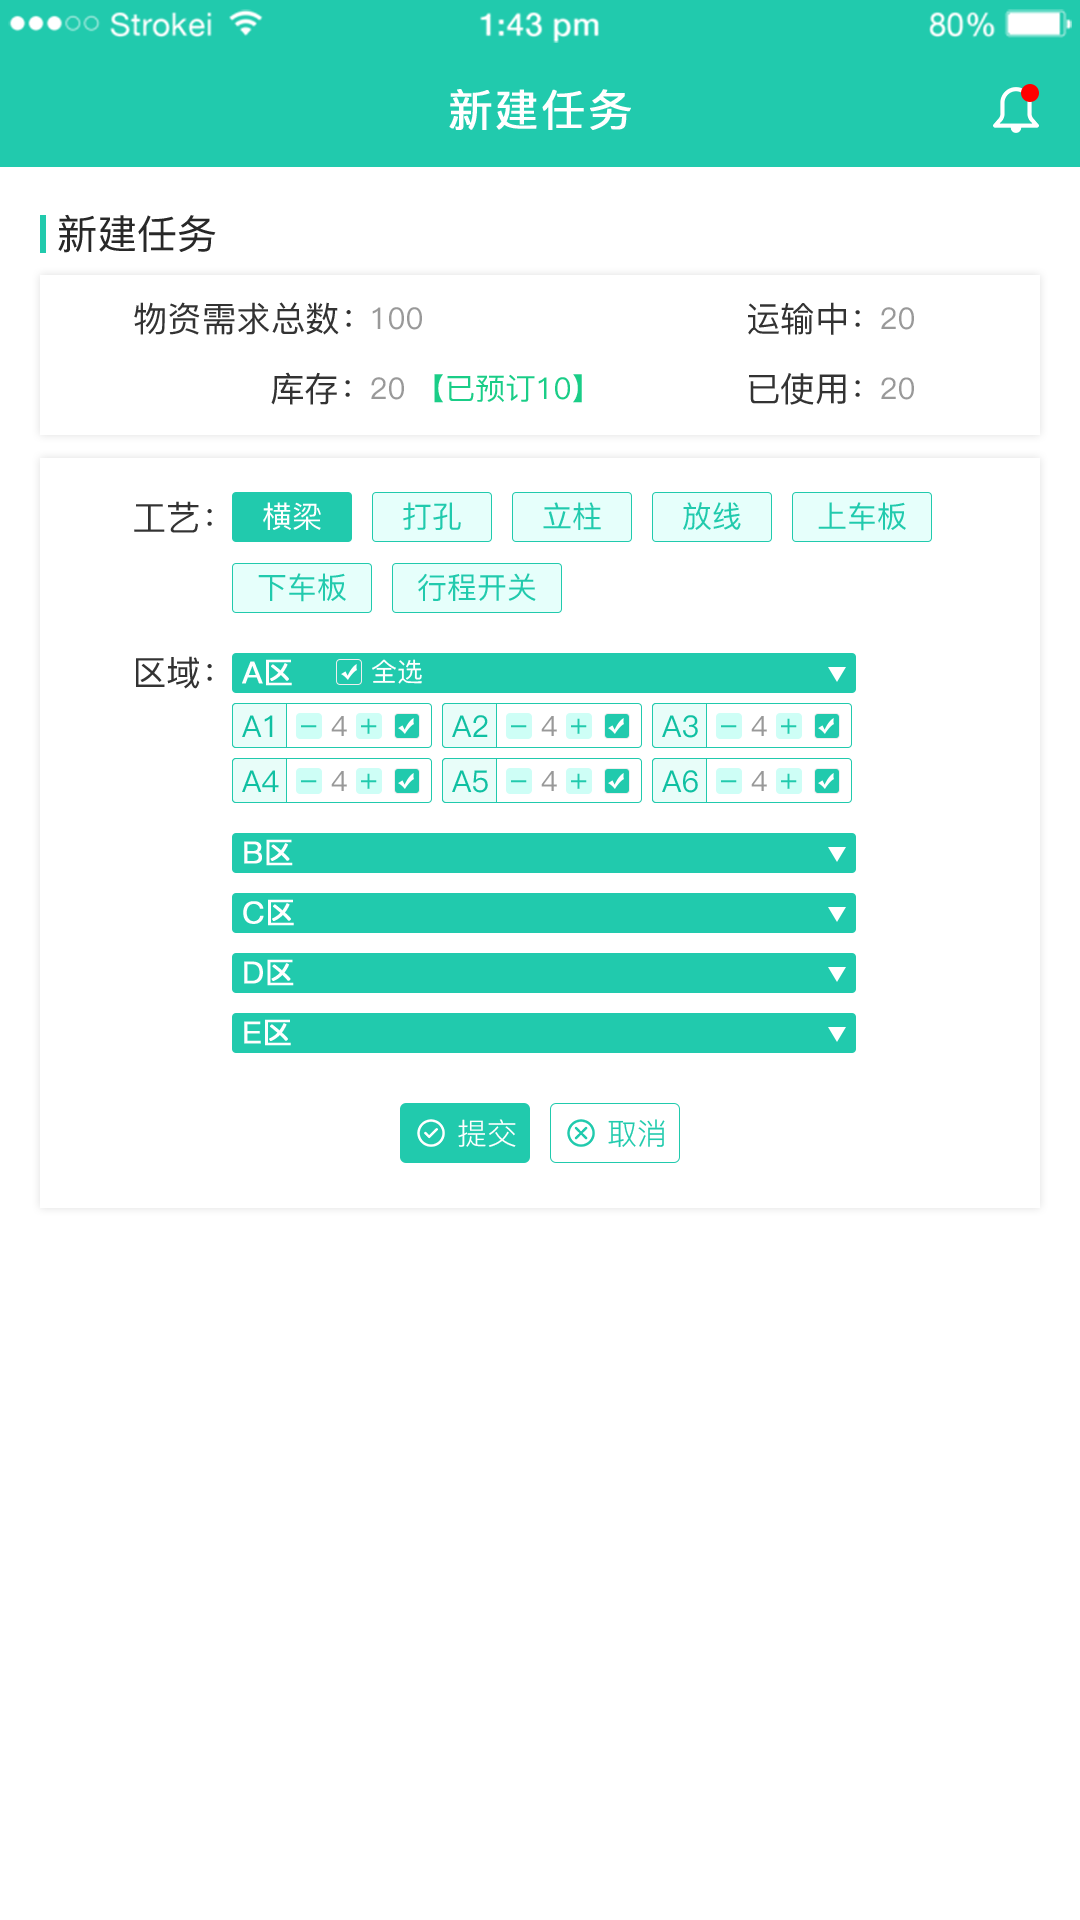 Strokei 1:43 pm 80%
新建任务
新建任务
物资需求总数：100 运输中：20
库存：20【已预订10】 已使用：20
工艺：横梁 打孔 立柱 放线 上车板
下车板 行程开关
区域：A区 全选
A1 − 4 + A2 − 4 + A3 − 4 +
A4 − 4 + A5 − 4 + A6 − 4 +
B区
C区
D区
E区
提交 取消